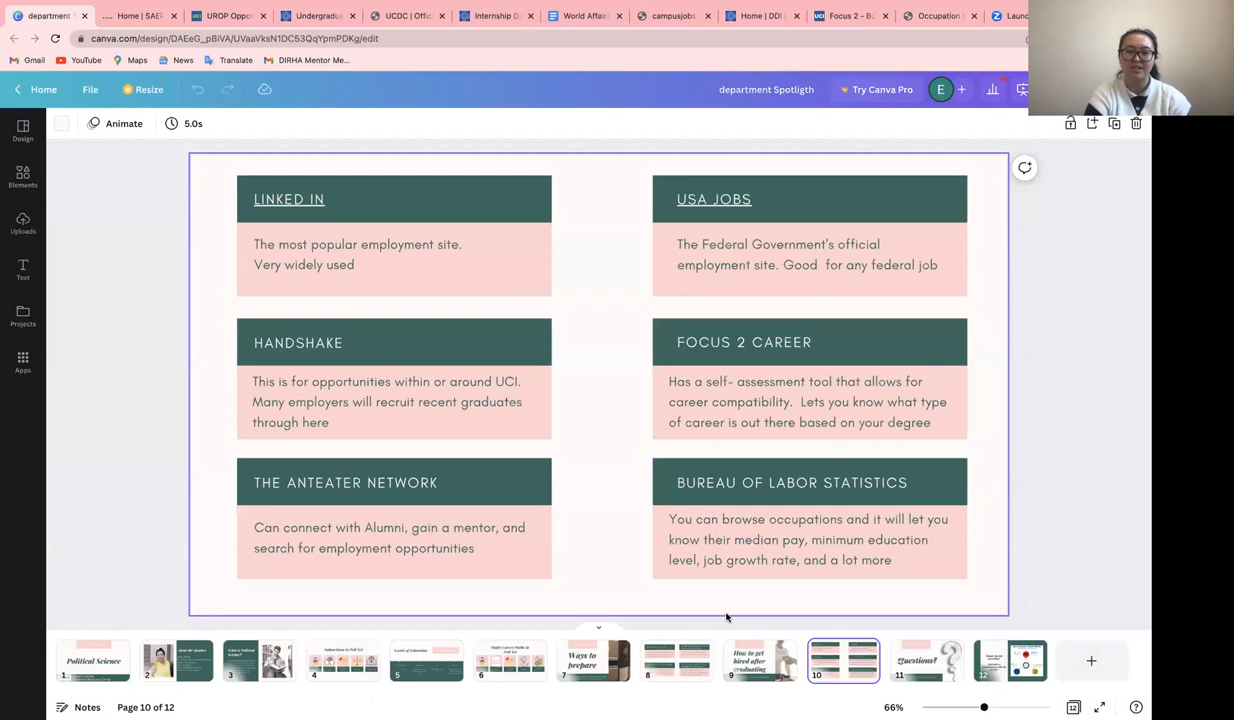 department S
Home | SAE
UROP Oppor
Undergradus
UCDC | Offic
Internship Da
World Affairs
campusjobs.
Home | DDI |
Focus 2 - Bu
Occupation
Launc
canva.com/design/DAEeG_pBiVA/UVaaVksN1DC53QqYpmPDKg/edit
Gmail
YouTube
Maps
News
Translate
DIRHA Mentor Me...
Home
File
Resize
department Spotligth
Try Canva Pro
E
Animate
5.0s
Design
Elements
Uploads
Text
Projects
Apps
LINKED IN
The most popular employment site.
Very widely used
USA JOBS
The Federal Government's official
employment site. Good for any federal job
HANDSHAKE
This is for opportunities within or around UCI.
Many employers will recruit recent graduates
through here
FOCUS 2 CAREER
Has a self- assessment tool that allows for
career compatibility. Lets you know what type
of career is out there based on your degree
THE ANTEATER NETWORK
Can connect with Alumni, gain a mentor, and
search for employment opportunities
BUREAU OF LABOR STATISTICS
You can browse occupations and it will let you
know their median pay, minimum education
level, job growth rate, and a lot more
Political Science
1
2
3
4
5
6
Ways to
prepare
7
8
How to get
hired after
graduating
9
10
Questions?
11
12
Notes
Page 10 of 12
66%
12